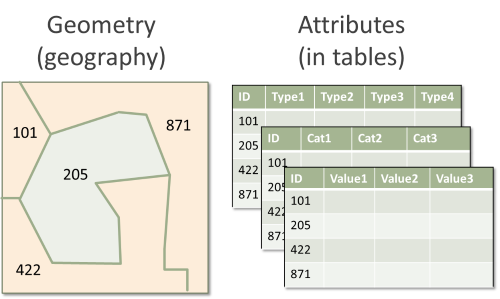 Geometry
(geography)
Attributes
(in tables)
101
871
205
422
ID Type1 Type2 Type3 Type4
101
205
422
871
ID Cat1 Cat2 Cat3
101
205
422
871
ID Value1 Value2 Value3
101
205
422
871